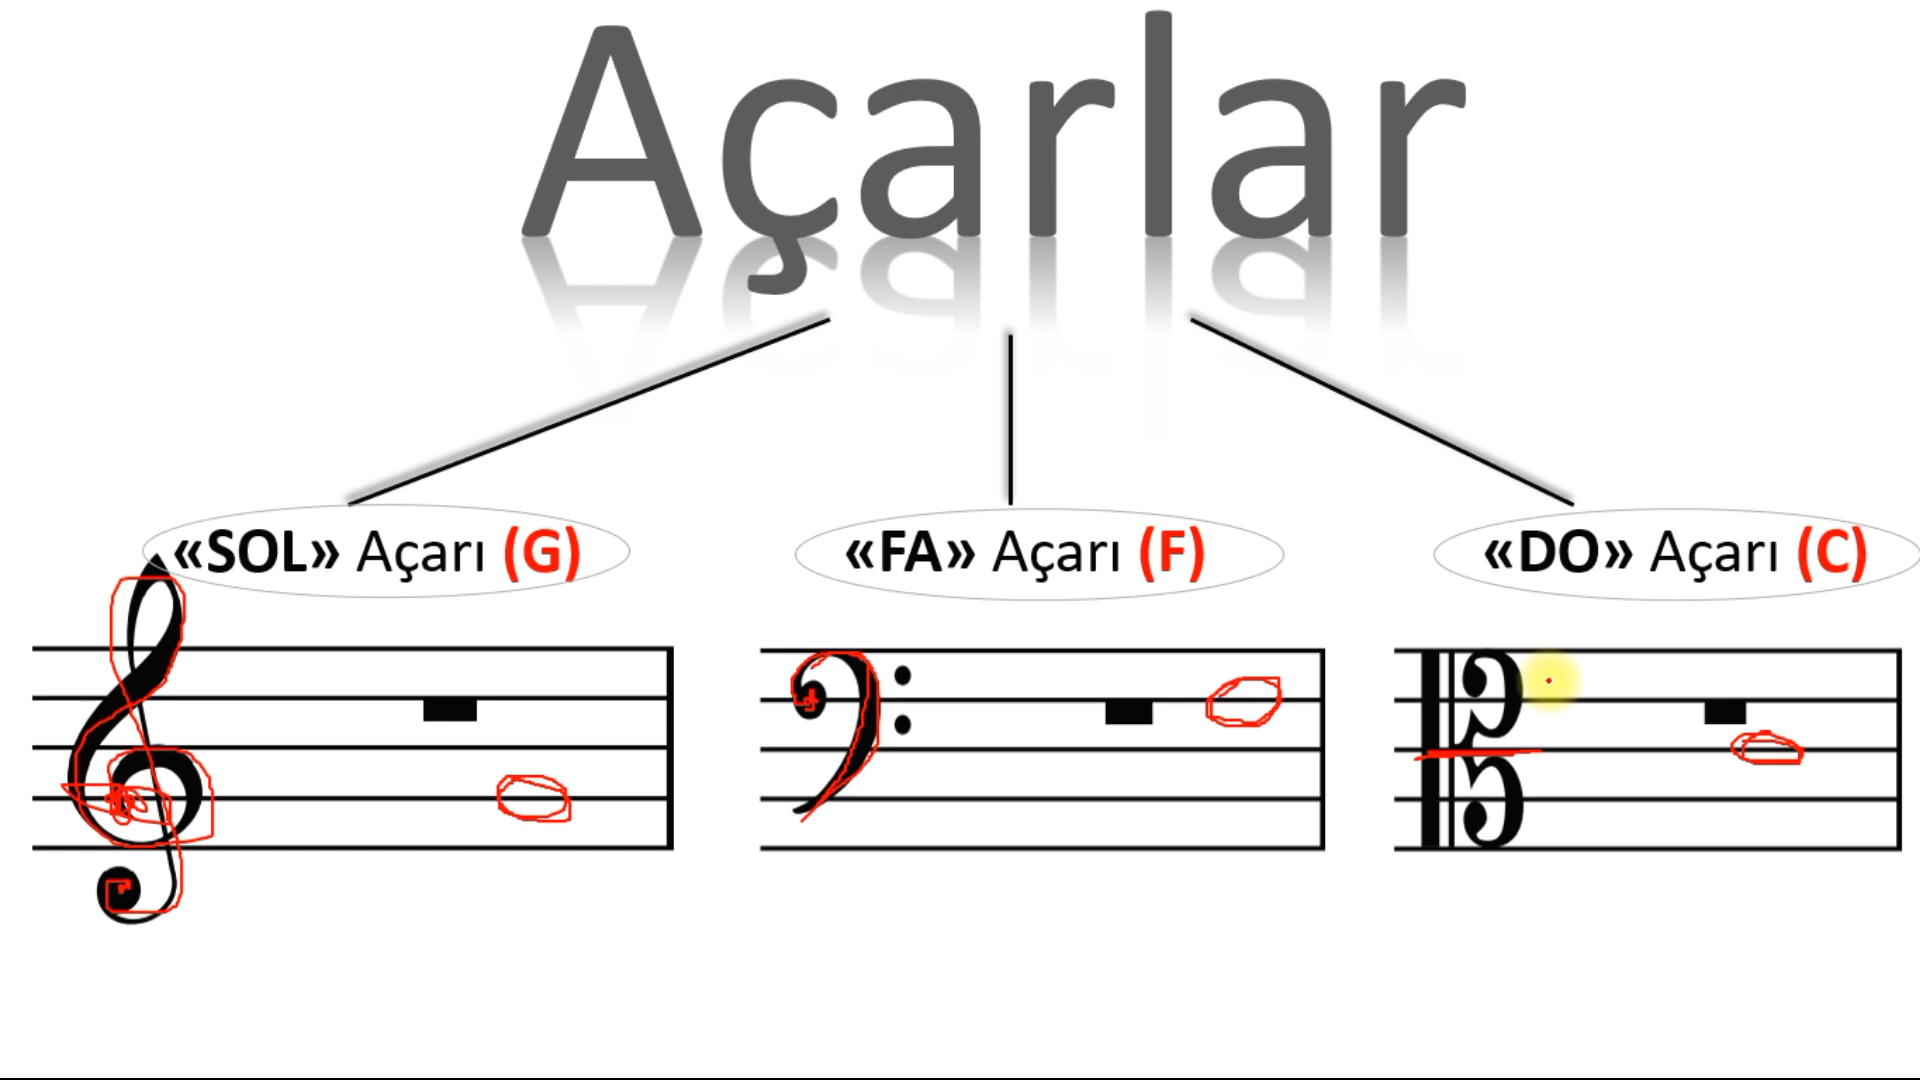 Açarlar
«SOL» Açarı (G)
«FA» Açarı (F)
«DO» Açarı (C)